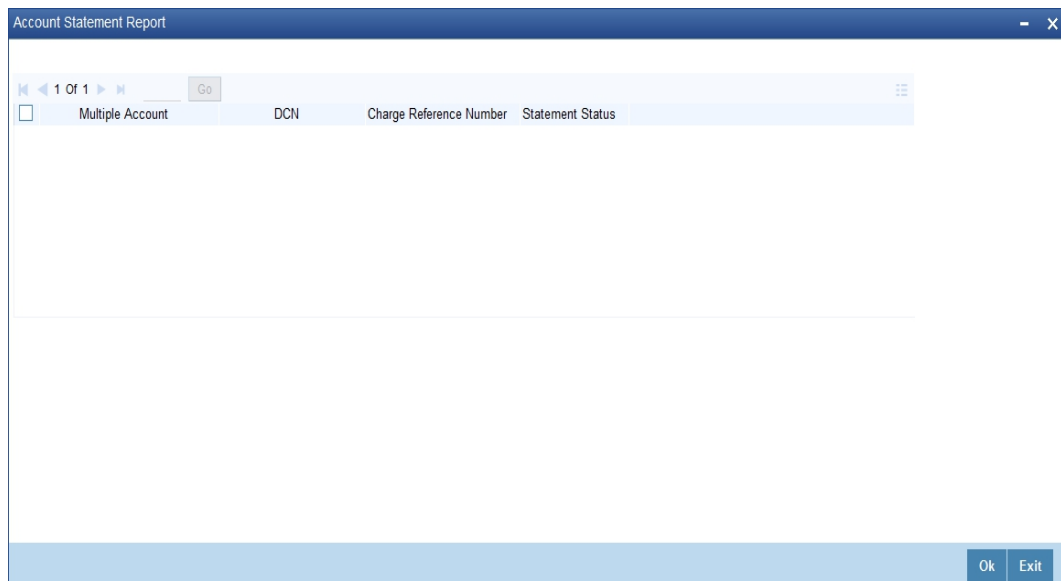 Account Statement Report
1 Of 1 Go
Multiple Account DCN Charge Reference Number Statement Status
Ok Exit